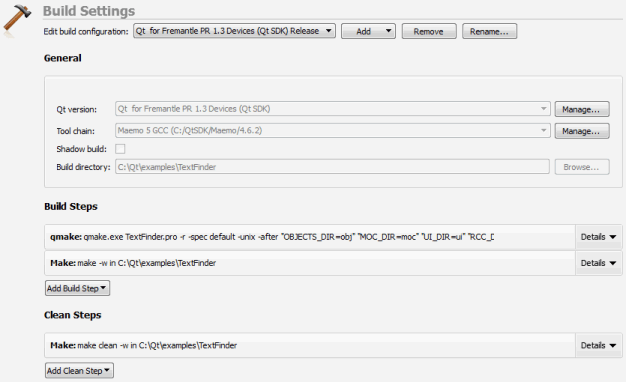 Build Settings
Edit build configuration: Qt for Fremantle PR 1.3 Devices (Qt SDK) Release Add Remove Rename...
General
Qt version: Qt for Fremantle PR 1.3 Devices (Qt SDK) Manage...
Tool chain: Maemo 5 GCC (C:/QtSDK/Maemo/4.6.2) Manage...
Shadow build:
Build directory: C:\Qt\examples\TextFinder Browse...
Build Steps
qmake: qmake.exe TextFinder.pro -r -spec default -unix -after "OBJECTS_DIR=obj" "MOC_DIR=moc" "UI_DIR=ui" "RCC_D Details
Make: make -w in C:\Qt\examples\TextFinder Details
Add Build Step
Clean Steps
Make: make clean -w in C:\Qt\examples\TextFinder Details
Add Clean Step